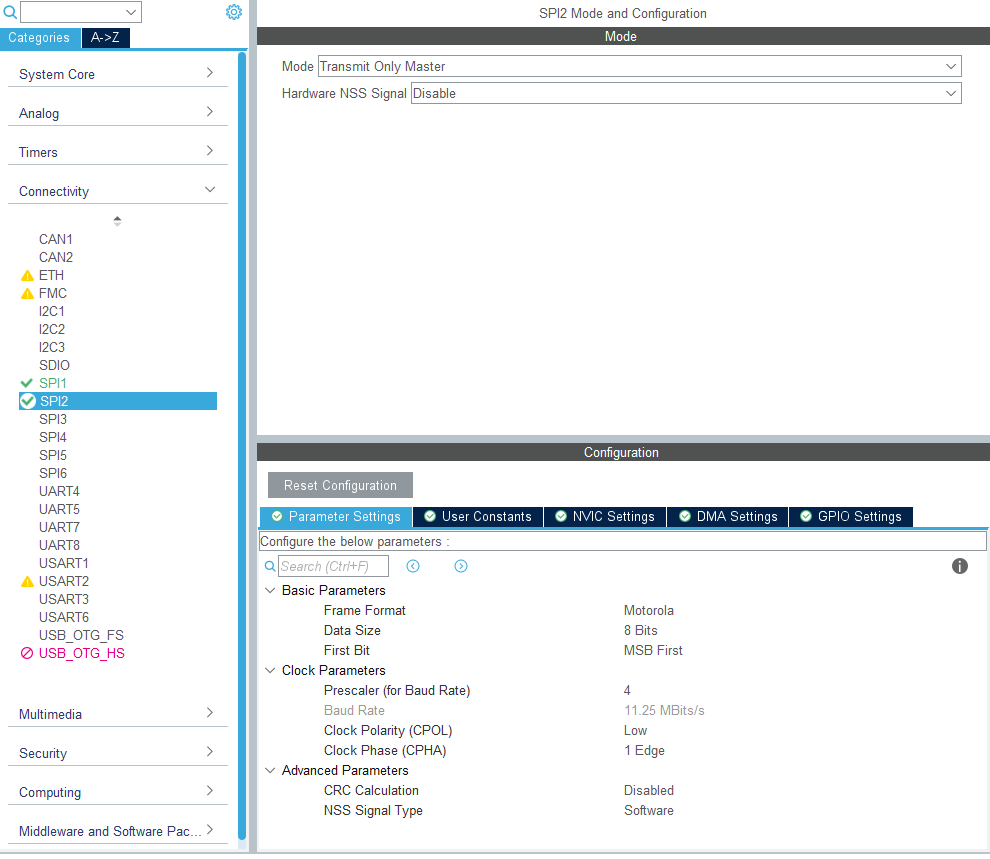 Categories A->Z
System Core
Analog
Timers
Connectivity
CAN1
CAN2
ETH
FMC
I2C1
I2C2
I2C3
SDIO
SPI1
SPI2
SPI3
SPI4
SPI5
SPI6
UART4
UART5
UART7
UART8
USART1
USART2
USART3
USART6
USB_OTG_FS
USB_OTG_HS
Multimedia
Security
Computing
Middleware and Software Pac...
SPI2 Mode and Configuration
Mode
Mode Transmit Only Master
Hardware NSS Signal Disable
Configuration
Reset Configuration
Parameter Settings User Constants NVIC Settings DMA Settings GPIO Settings
Configure the below parameters :
Search (Ctrl+F)
Basic Parameters
Frame Format Motorola
Data Size 8 Bits
First Bit MSB First
Clock Parameters
Prescaler (for Baud Rate) 4
Baud Rate 11.25 MBits/s
Clock Polarity (CPOL) Low
Clock Phase (CPHA) 1 Edge
Advanced Parameters
CRC Calculation Disabled
NSS Signal Type Software